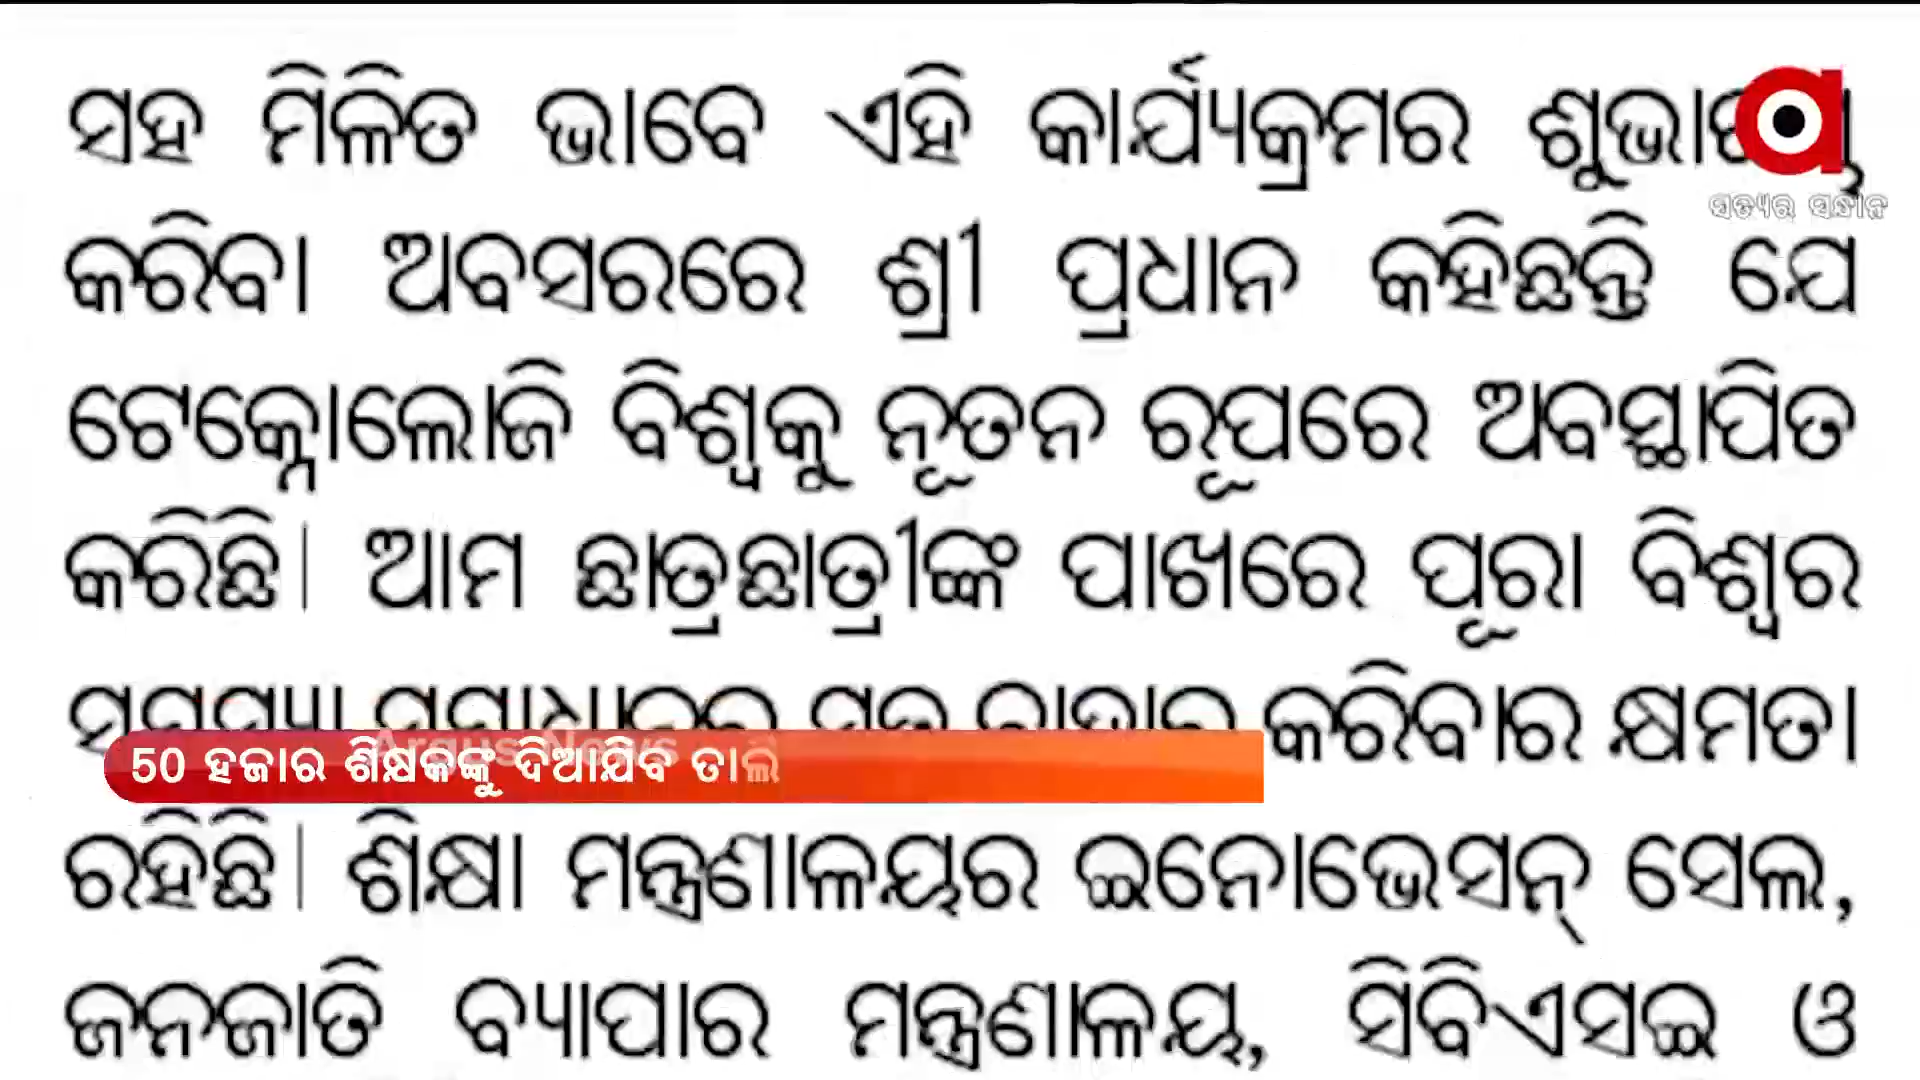 ସହ ମିଳିତ ଭାବେ ଏହି କାର୍ଯ୍ୟକ୍ରମର
ସତ୍ୟର ସନ୍ଧାନ
କରିବା ଅବସରରେ ଶ୍ରୀ ପ୍ରଧାନ କହିଛନ୍ତି ଯେ
ଟେକ୍ନୋଲୋଜି ବିଶ୍ୱକୁ ନୂତନ ରୂପରେ ଅବସ୍ଥାପିତ
କରିଛି। ଆମ ଛାତ୍ରଛାତ୍ରୀଙ୍କ ପାଖରେ ପୂରା ବିଶ୍ୱର
କରିବାର କ୍ଷମତା
Argus News
50 ହଜାର ଶିକ୍ଷକଙ୍କୁ ଦିଆଯିବ ତାଲି
ରହିଛି। ଶିକ୍ଷା ମନ୍ତ୍ରଣାଳୟର ଇନୋଭେସନ୍ ସେଲ,
ଜନଜାତି ବ୍ୟାପାର ମନ୍ତ୍ରଣାଳୟ, ସିବିଏସଇ ଓ